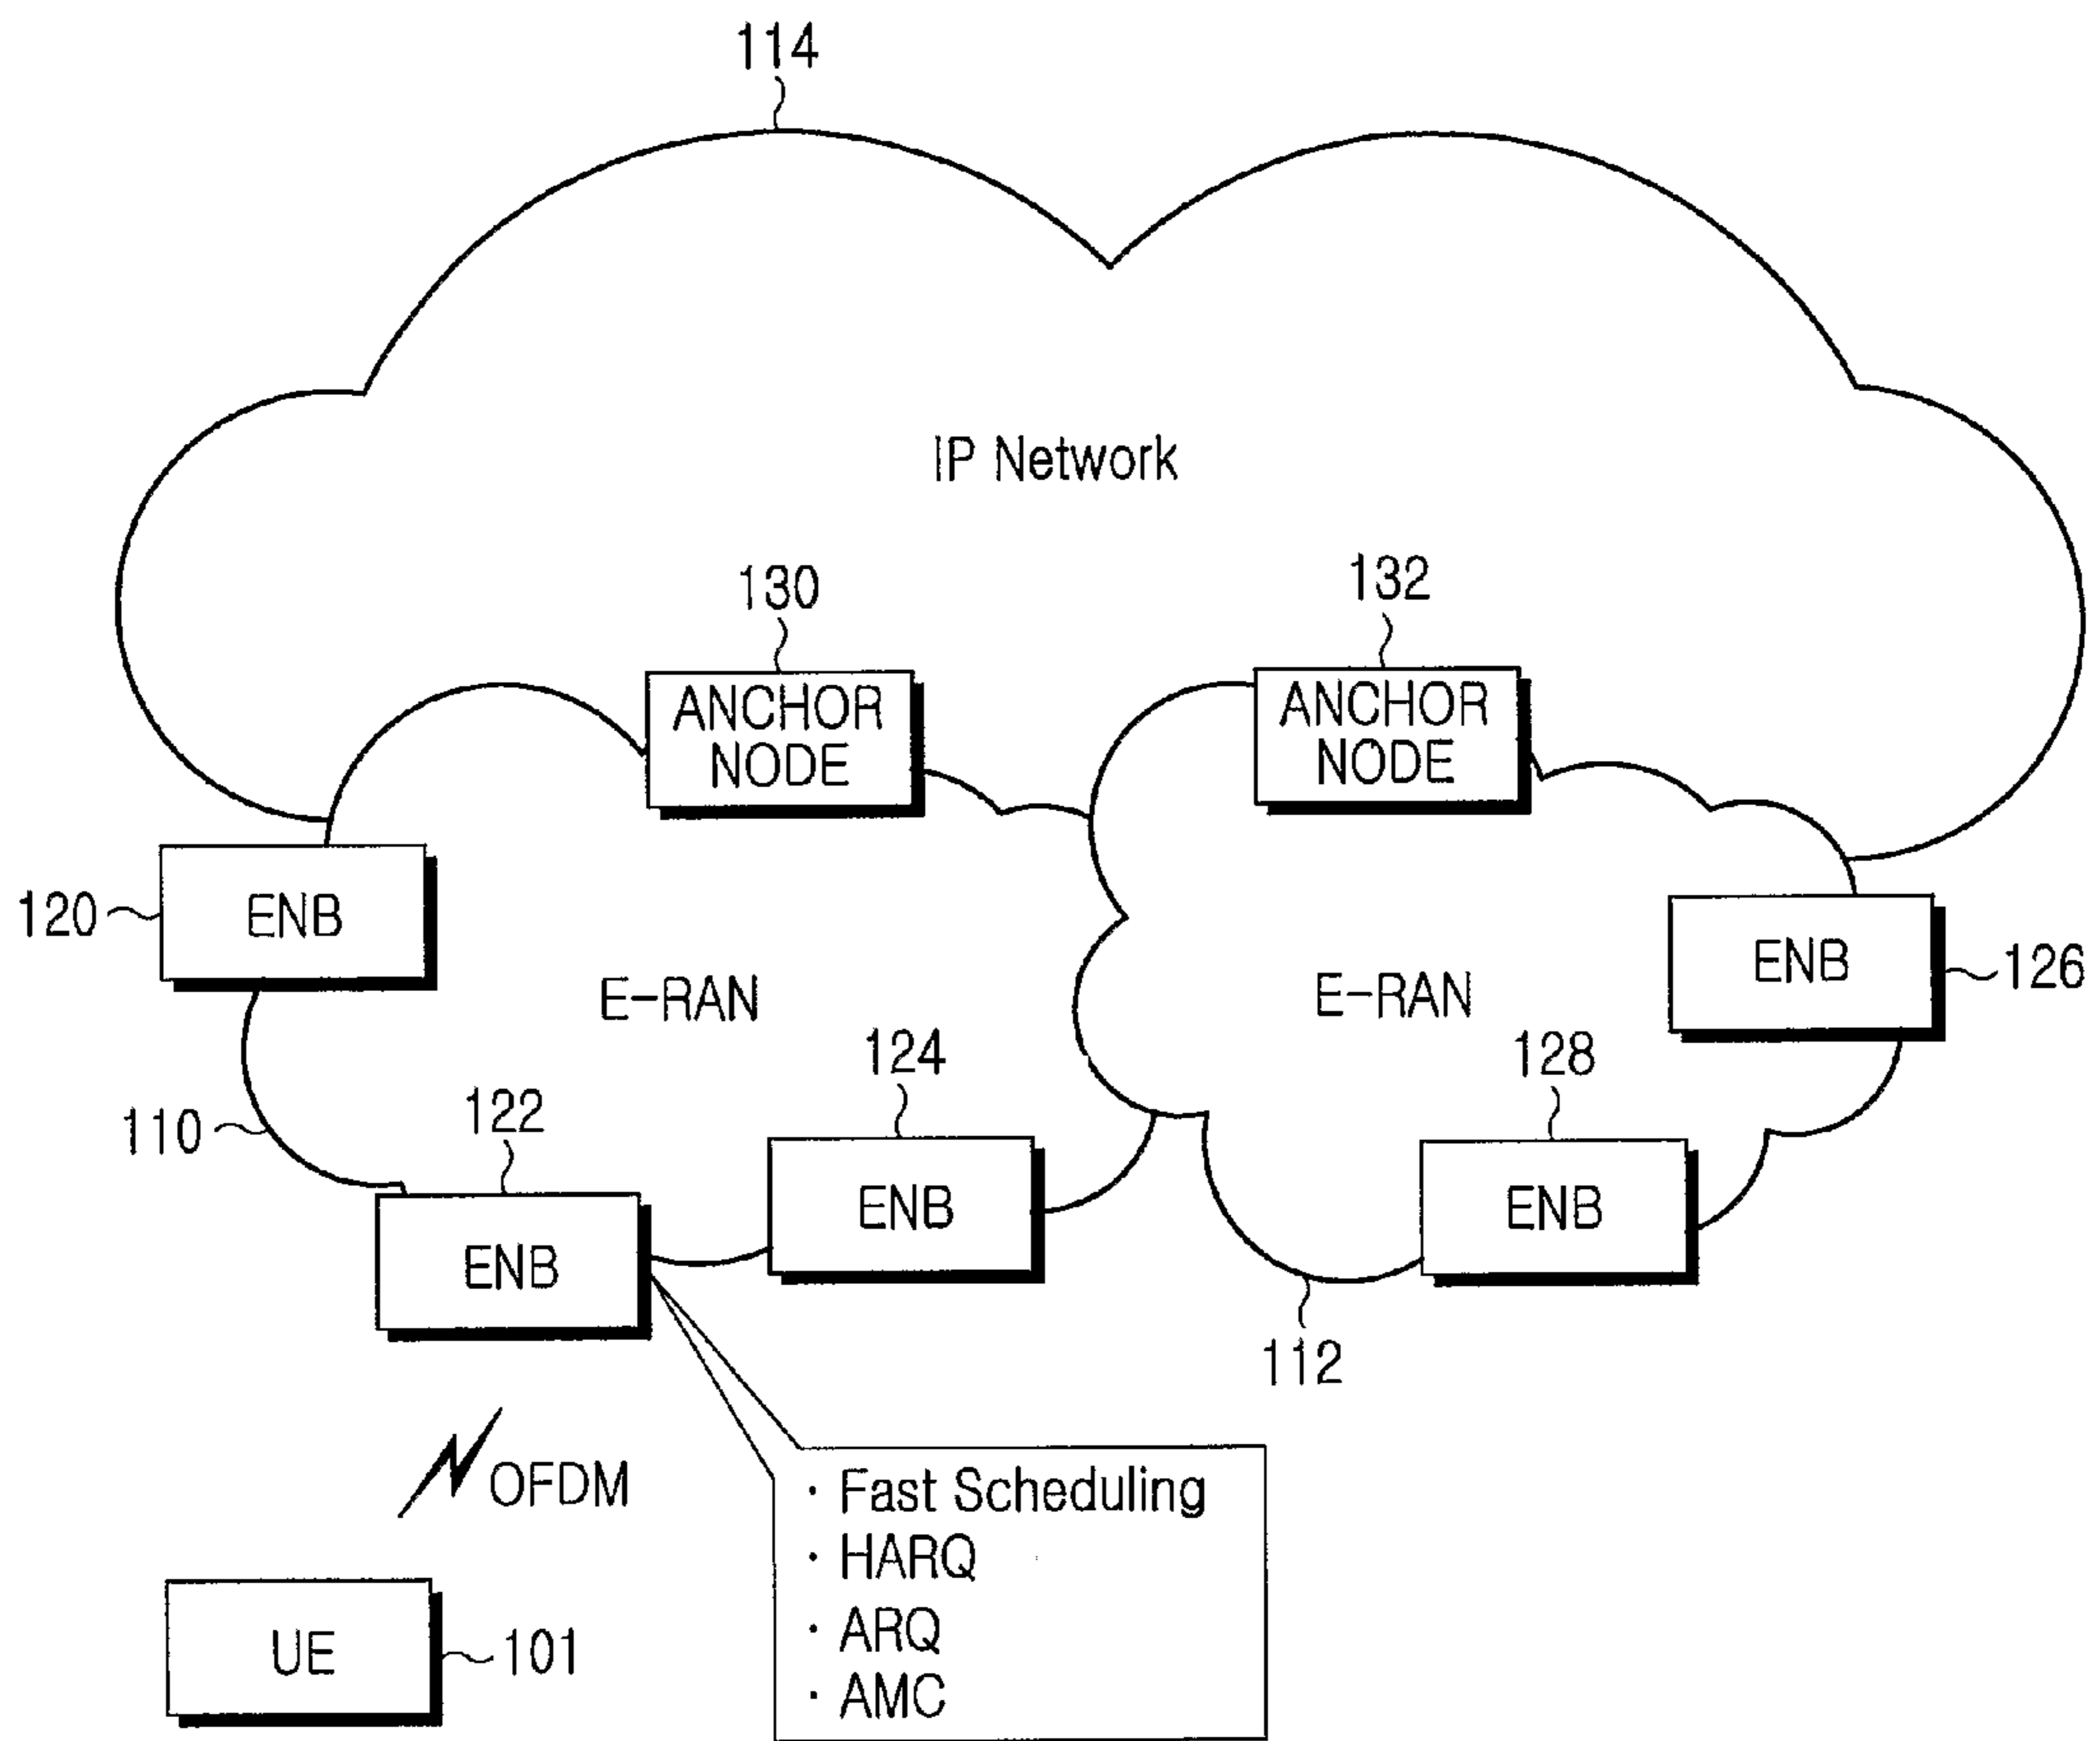 114
IP Network
130
132
ANCHOR
NODE
ANCHOR
NODE
120
ENB
ENB
126
E-RAN
E-RAN
124
128
110
122
ENB
ENB
ENB
112
OFDM
· Fast Scheduling
· HARQ
· ARQ
· AMC
UE
101